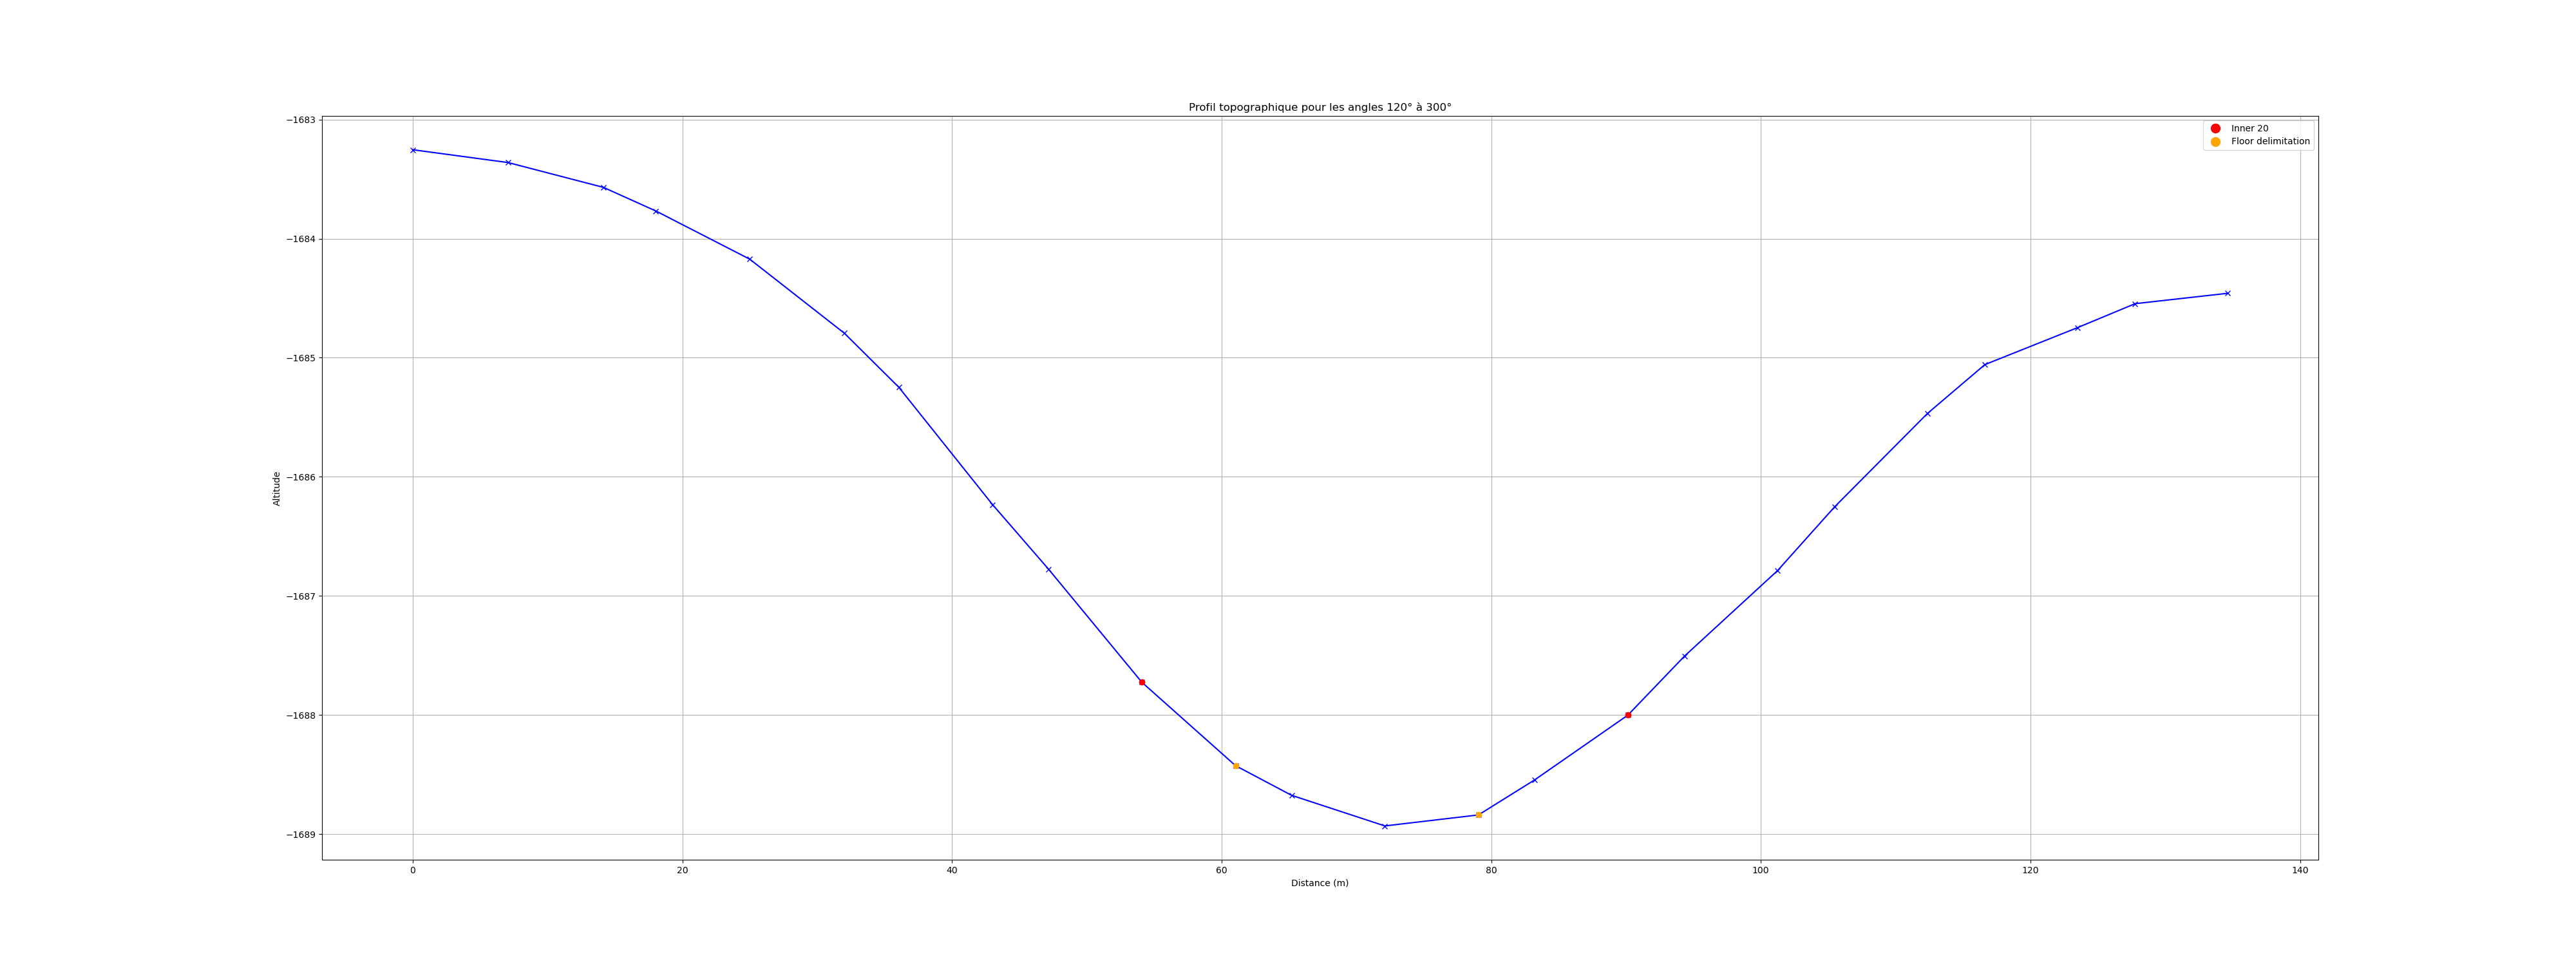 Profil topographique pour les angles 120° à 300°
Inner 20
Floor delimitation
−1683
−1684
−1685
−1686
−1687
−1688
−1689
Altitude
0 20 40 60 80 100 120 140
Distance (m)